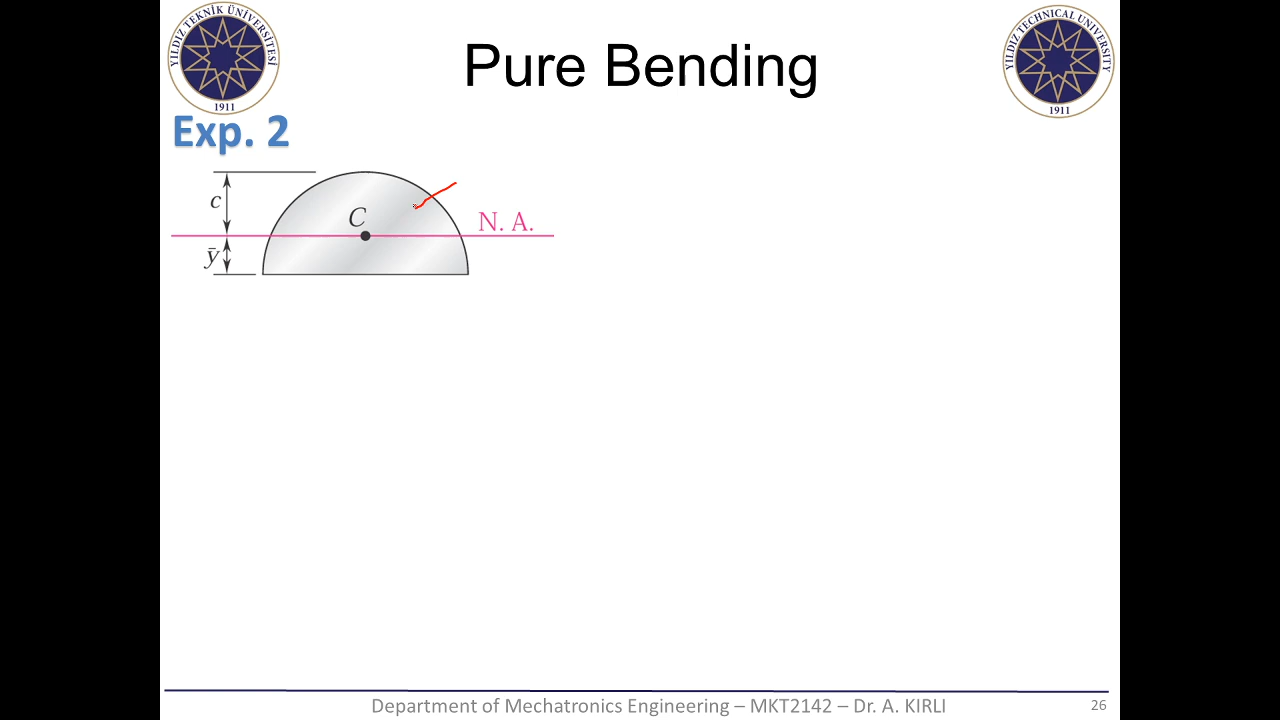 YILDIZ TEKNİK ÜNİVERSİTESİ
1911
Pure Bending
YILDIZ TECHNICAL UNIVERSITY
1911
Exp. 2
c
C
N. A.
ȳ
Department of Mechatronics Engineering – MKT2142 – Dr. A. KIRLI
26